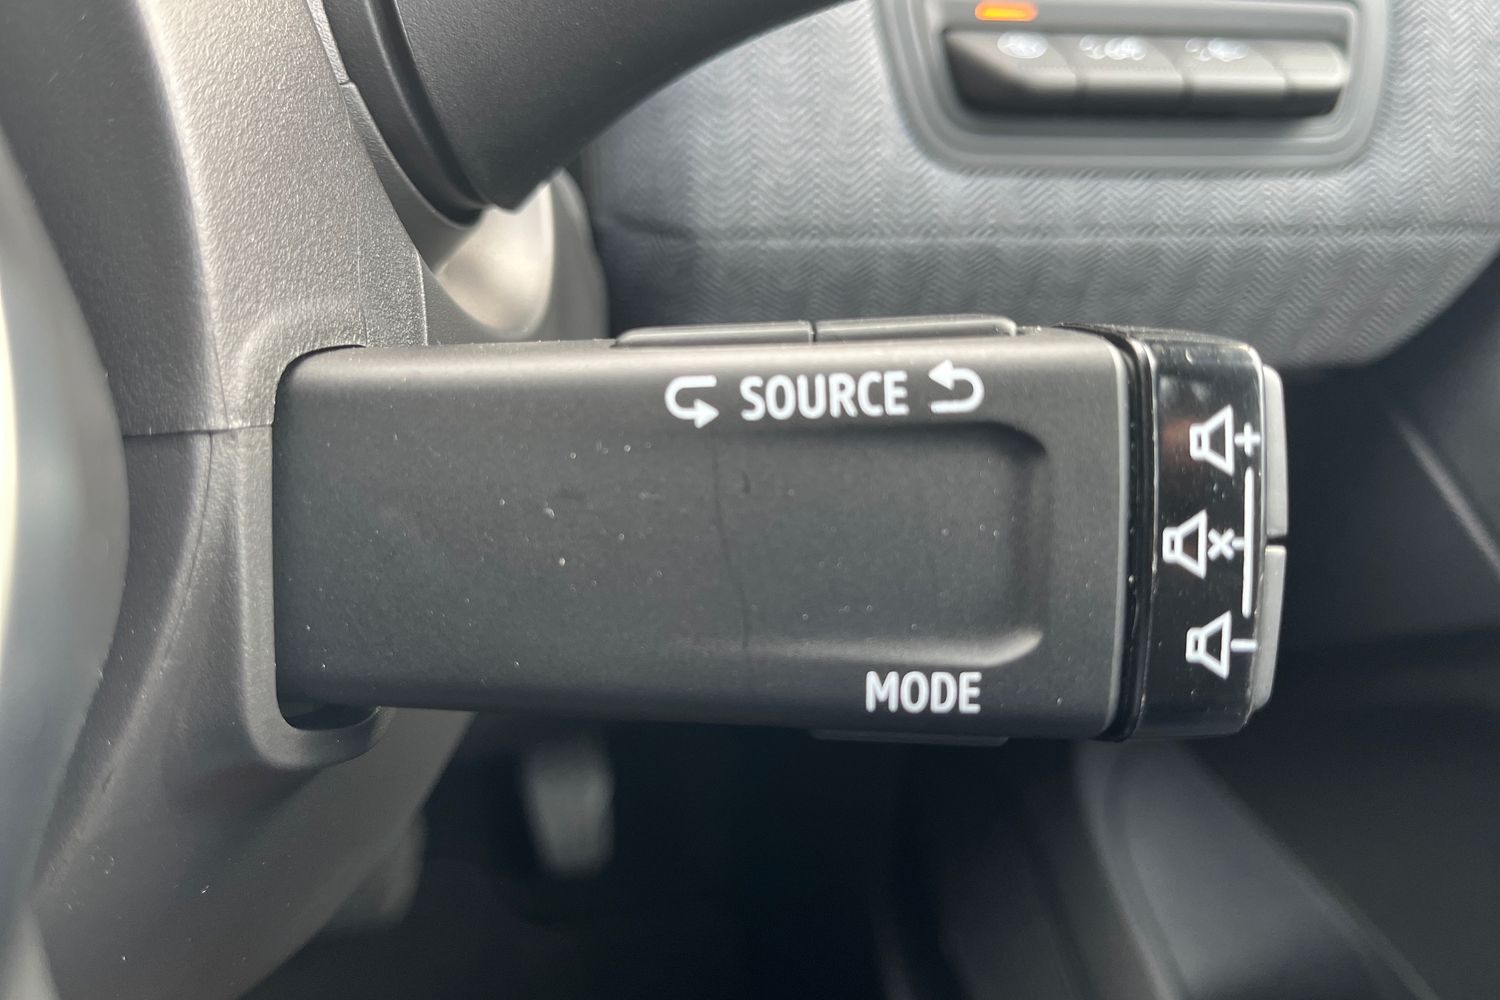 SOURCE
+
×
–
MODE